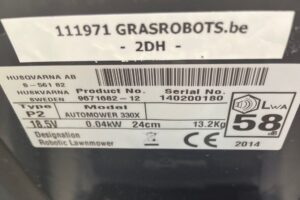 111971 GRASROBOTS.be
- 2DH -
HUSQVARNA AB
S-561 82
HUSKVARNA
SWEDEN
Product No.
9671682-12
Serial No.
140200180
Type
P2
Model
AUTOMOWER 330X
18.5V 0.04kW 24cm 13.2kg
Designation
Robotic Lawnmower
CE
LWA
58
dB
2014